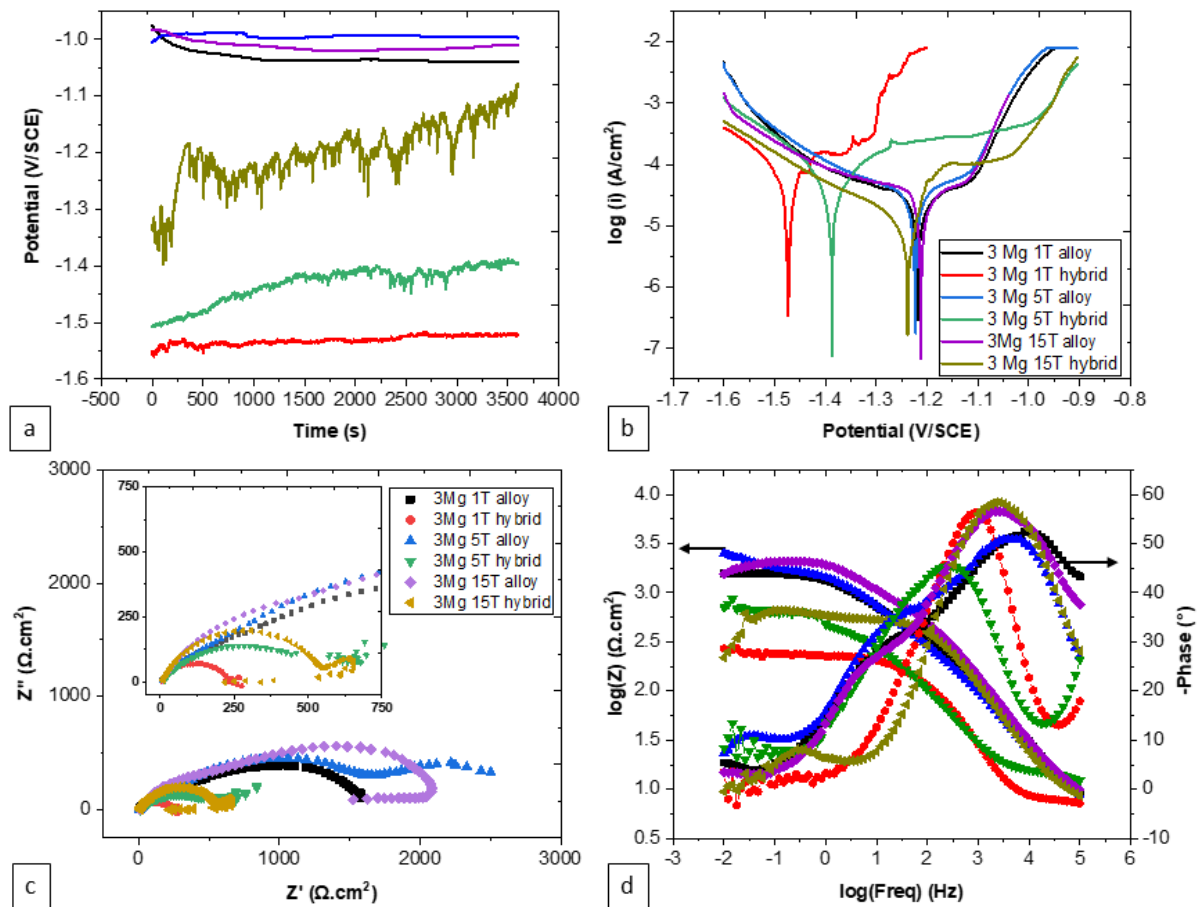 -1.0
-1.1
-1.2
-1.3
-1.4
-1.5
-1.6
Potential (V/SCE)
-500 0 500 1000 1500 2000 2500 3000 3500 4000
Time (s)
a
-2
-3
-4
-5
-6
-7
log (i) (A/cm²)
3 Mg 1T alloy
3 Mg 1T hybrid
3 Mg 5T alloy
3 Mg 5T hybrid
3Mg 15T alloy
3 Mg 15T hybrid
-1.7 -1.6 -1.5 -1.4 -1.3 -1.2 -1.1 -1.0 -0.9 -0.8
Potential (V/SCE)
b
3000
2000
1000
0
Z'' (Ω.cm²)
750
500
250
0
0 250 500 750
3Mg 1T alloy
3Mg 1T hybrid
3Mg 5T alloy
3Mg 5T hybrid
3Mg 15T alloy
3Mg 15T hybrid
0 500 1000 1500 2000 2500 3000
Z' (Ω.cm²)
c
4.0
3.5
3.0
2.5
2.0
1.5
1.0
0.5
log(Z) (Ω.cm²)
60
50
40
30
20
10
0
-10
-Phase (°)
-3 -2 -1 0 1 2 3 4 5 6
log(Freq) (Hz)
d